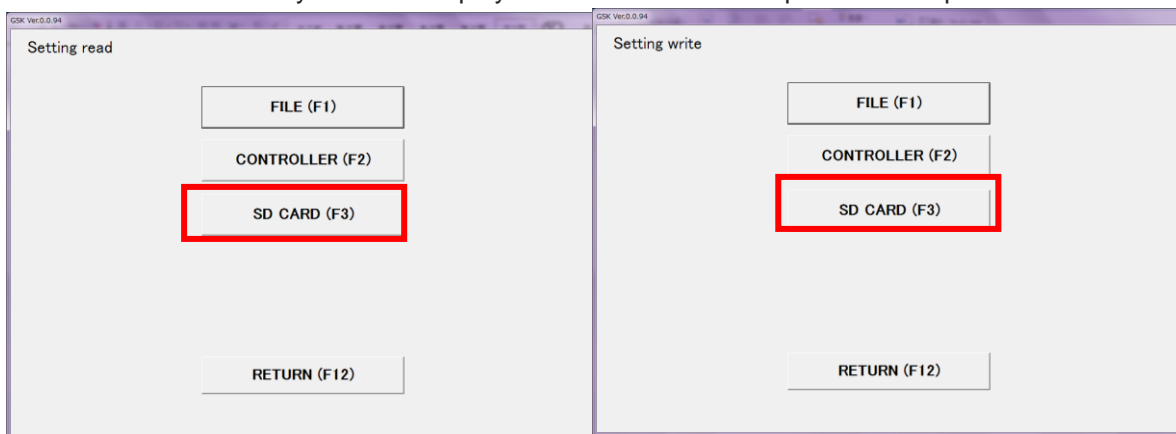 GSK Ver.0.0.94
Setting read
FILE (F1)
CONTROLLER (F2)
SD CARD (F3)
RETURN (F12)
GSK Ver.0.0.94
Setting write
FILE (F1)
CONTROLLER (F2)
SD CARD (F3)
RETURN (F12)